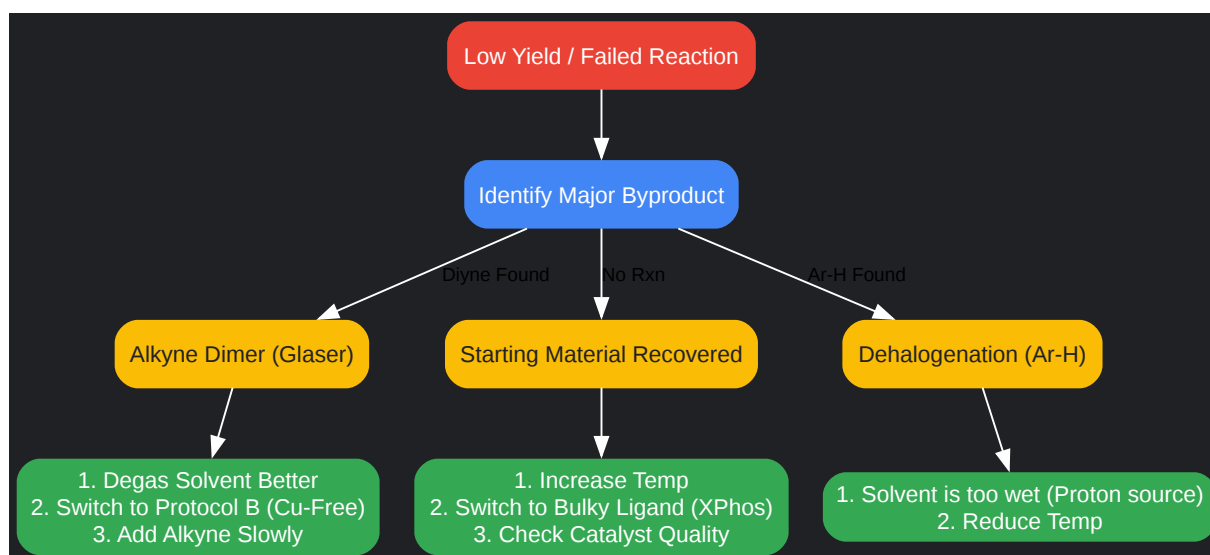 Low Yield / Failed Reaction
Identify Major Byproduct
Diyne Found
No Rxn
Ar-H Found
Alkyne Dimer (Glaser)
Starting Material Recovered
Dehalogenation (Ar-H)
1. Degas Solvent Better
2. Switch to Protocol B (Cu-Free)
3. Add Alkyne Slowly
1. Increase Temp
2. Switch to Bulky Ligand (XPhos)
3. Check Catalyst Quality
1. Solvent is too wet (Proton source)
2. Reduce Temp